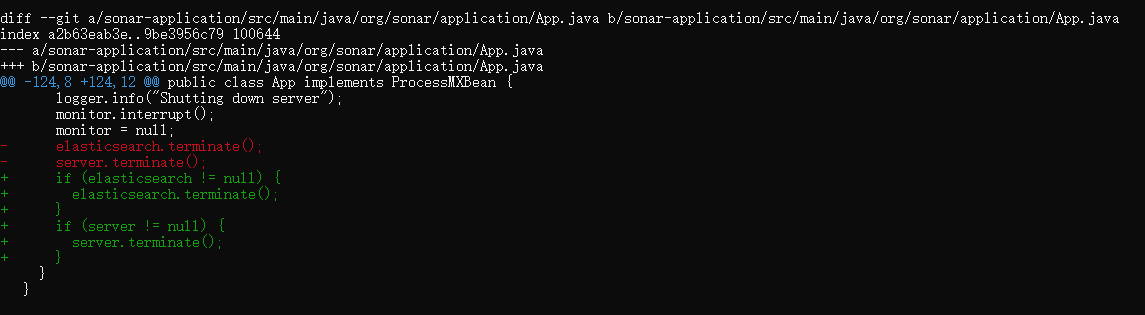 diff --git a/sonar-application/src/main/java/org/sonar/application/App.java b/sonar-application/src/main/java/org/sonar/application/App.java
index a2b63eab3e..9be3956c79 100644
--- a/sonar-application/src/main/java/org/sonar/application/App.java
+++ b/sonar-application/src/main/java/org/sonar/application/App.java
@@ -124,8 +124,12 @@ public class App implements ProcessMXBean {
       logger.info("Shutting down server");
       monitor.interrupt();
       monitor = null;
-      elasticsearch.terminate();
-      server.terminate();
+      if (elasticsearch != null) {
+        elasticsearch.terminate();
+      }
+      if (server != null) {
+        server.terminate();
+      }
     }
   }